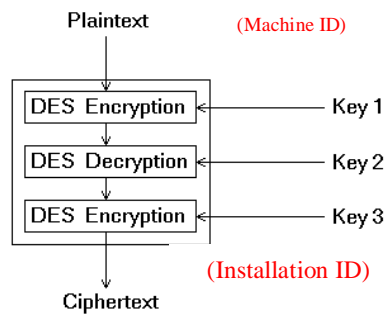 Plaintext (Machine ID)
DES Encryption Key 1
DES Decryption Key 2
DES Encryption Key 3
(Installation ID)
Ciphertext